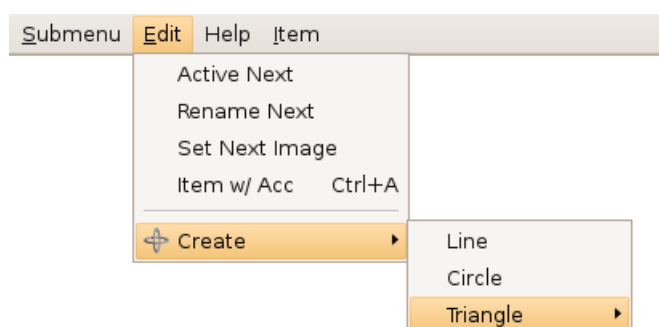 Submenu Edit Help Item
Active Next
Rename Next
Set Next Image
Item w/ Acc Ctrl+A
Create
Line
Circle
Triangle